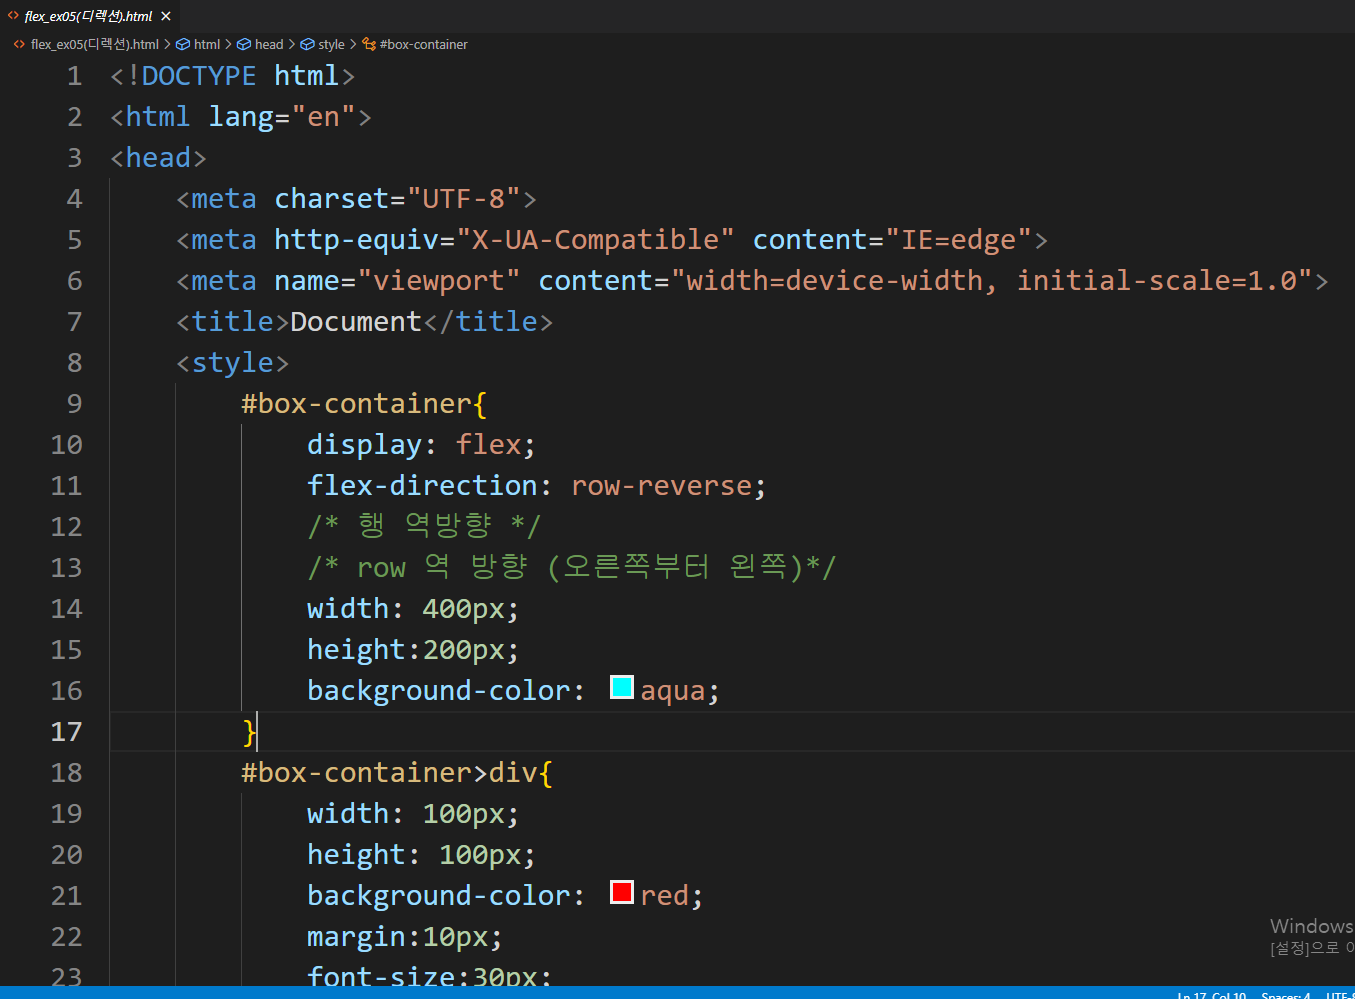 flex_ex05(디렉션).html
flex_ex05(디렉션).html > html > head > style > #box-container
1 <!DOCTYPE html>
2 <html lang="en">
3 <head>
4 <meta charset="UTF-8">
5 <meta http-equiv="X-UA-Compatible" content="IE=edge">
6 <meta name="viewport" content="width=device-width, initial-scale=1.0">
7 <title>Document</title>
8 <style>
9 #box-container{
10 display: flex;
11 flex-direction: row-reverse;
12 /* 행 역방향 */
13 /* row 역 방향 (오른쪽부터 왼쪽)*/
14 width: 400px;
15 height:200px;
16 background-color: aqua;
17 }
18 #box-container>div{
19 width: 100px;
20 height: 100px;
21 background-color: red;
22 margin:10px;
23 font-size:30px;
Windows
[설정]으로 이
Ln 17, Col 10 Spaces: 4 UTF-8